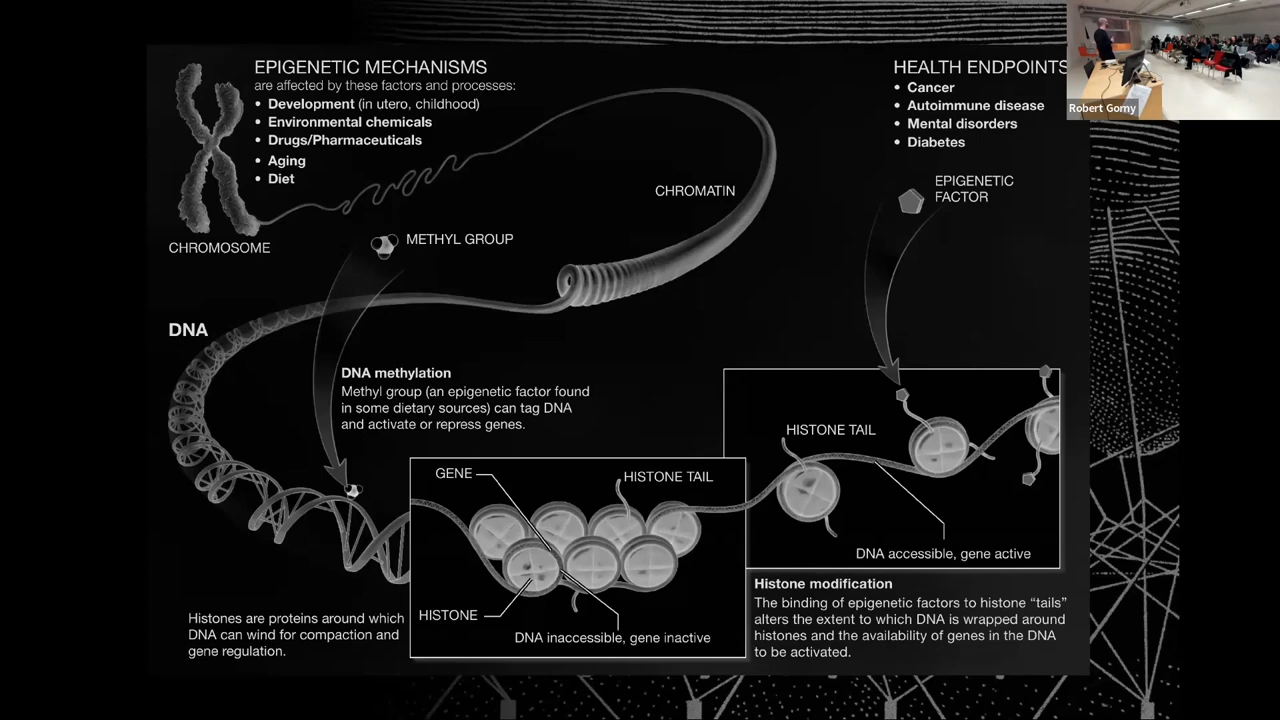 EPIGENETIC MECHANISMS
are affected by these factors and processes:
• Development (in utero, childhood)
• Environmental chemicals
• Drugs/Pharmaceuticals
• Aging
• Diet
CHROMOSOME
METHYL GROUP
CHROMATIN
HEALTH ENDPOINTS
• Cancer
• Autoimmune disease
• Mental disorders
• Diabetes
Robert Gorny
EPIGENETIC
FACTOR
DNA
DNA methylation
Methyl group (an epigenetic factor found
in some dietary sources) can tag DNA
and activate or repress genes.
GENE
HISTONE TAIL
HISTONE
DNA inaccessible, gene inactive
HISTONE TAIL
DNA accessible, gene active
Histones are proteins around which
DNA can wind for compaction and
gene regulation.
Histone modification
The binding of epigenetic factors to histone “tails”
alters the extent to which DNA is wrapped around
histones and the availability of genes in the DNA
to be activated.